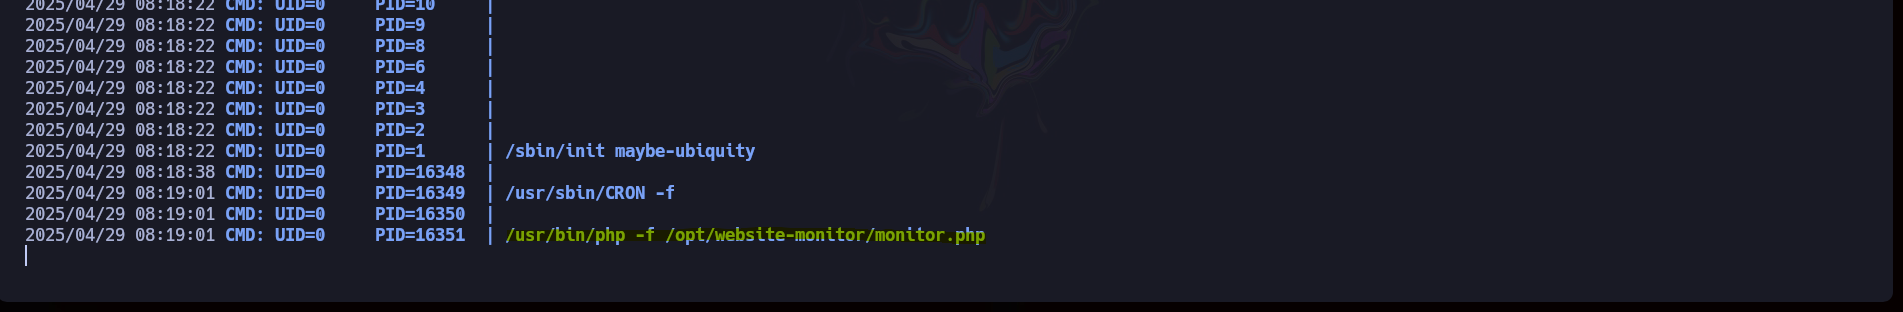 2025/04/29 08:18:22 CMD: UID=0     PID=10     |
2025/04/29 08:18:22 CMD: UID=0     PID=9      |
2025/04/29 08:18:22 CMD: UID=0     PID=8      |
2025/04/29 08:18:22 CMD: UID=0     PID=6      |
2025/04/29 08:18:22 CMD: UID=0     PID=4      |
2025/04/29 08:18:22 CMD: UID=0     PID=3      |
2025/04/29 08:18:22 CMD: UID=0     PID=2      |
2025/04/29 08:18:22 CMD: UID=0     PID=1      | /sbin/init maybe-ubiquity
2025/04/29 08:18:38 CMD: UID=0     PID=16348  |
2025/04/29 08:19:01 CMD: UID=0     PID=16349  | /usr/sbin/CRON -f
2025/04/29 08:19:01 CMD: UID=0     PID=16350  |
2025/04/29 08:19:01 CMD: UID=0     PID=16351  | /usr/bin/php -f /opt/website-monitor/monitor.php